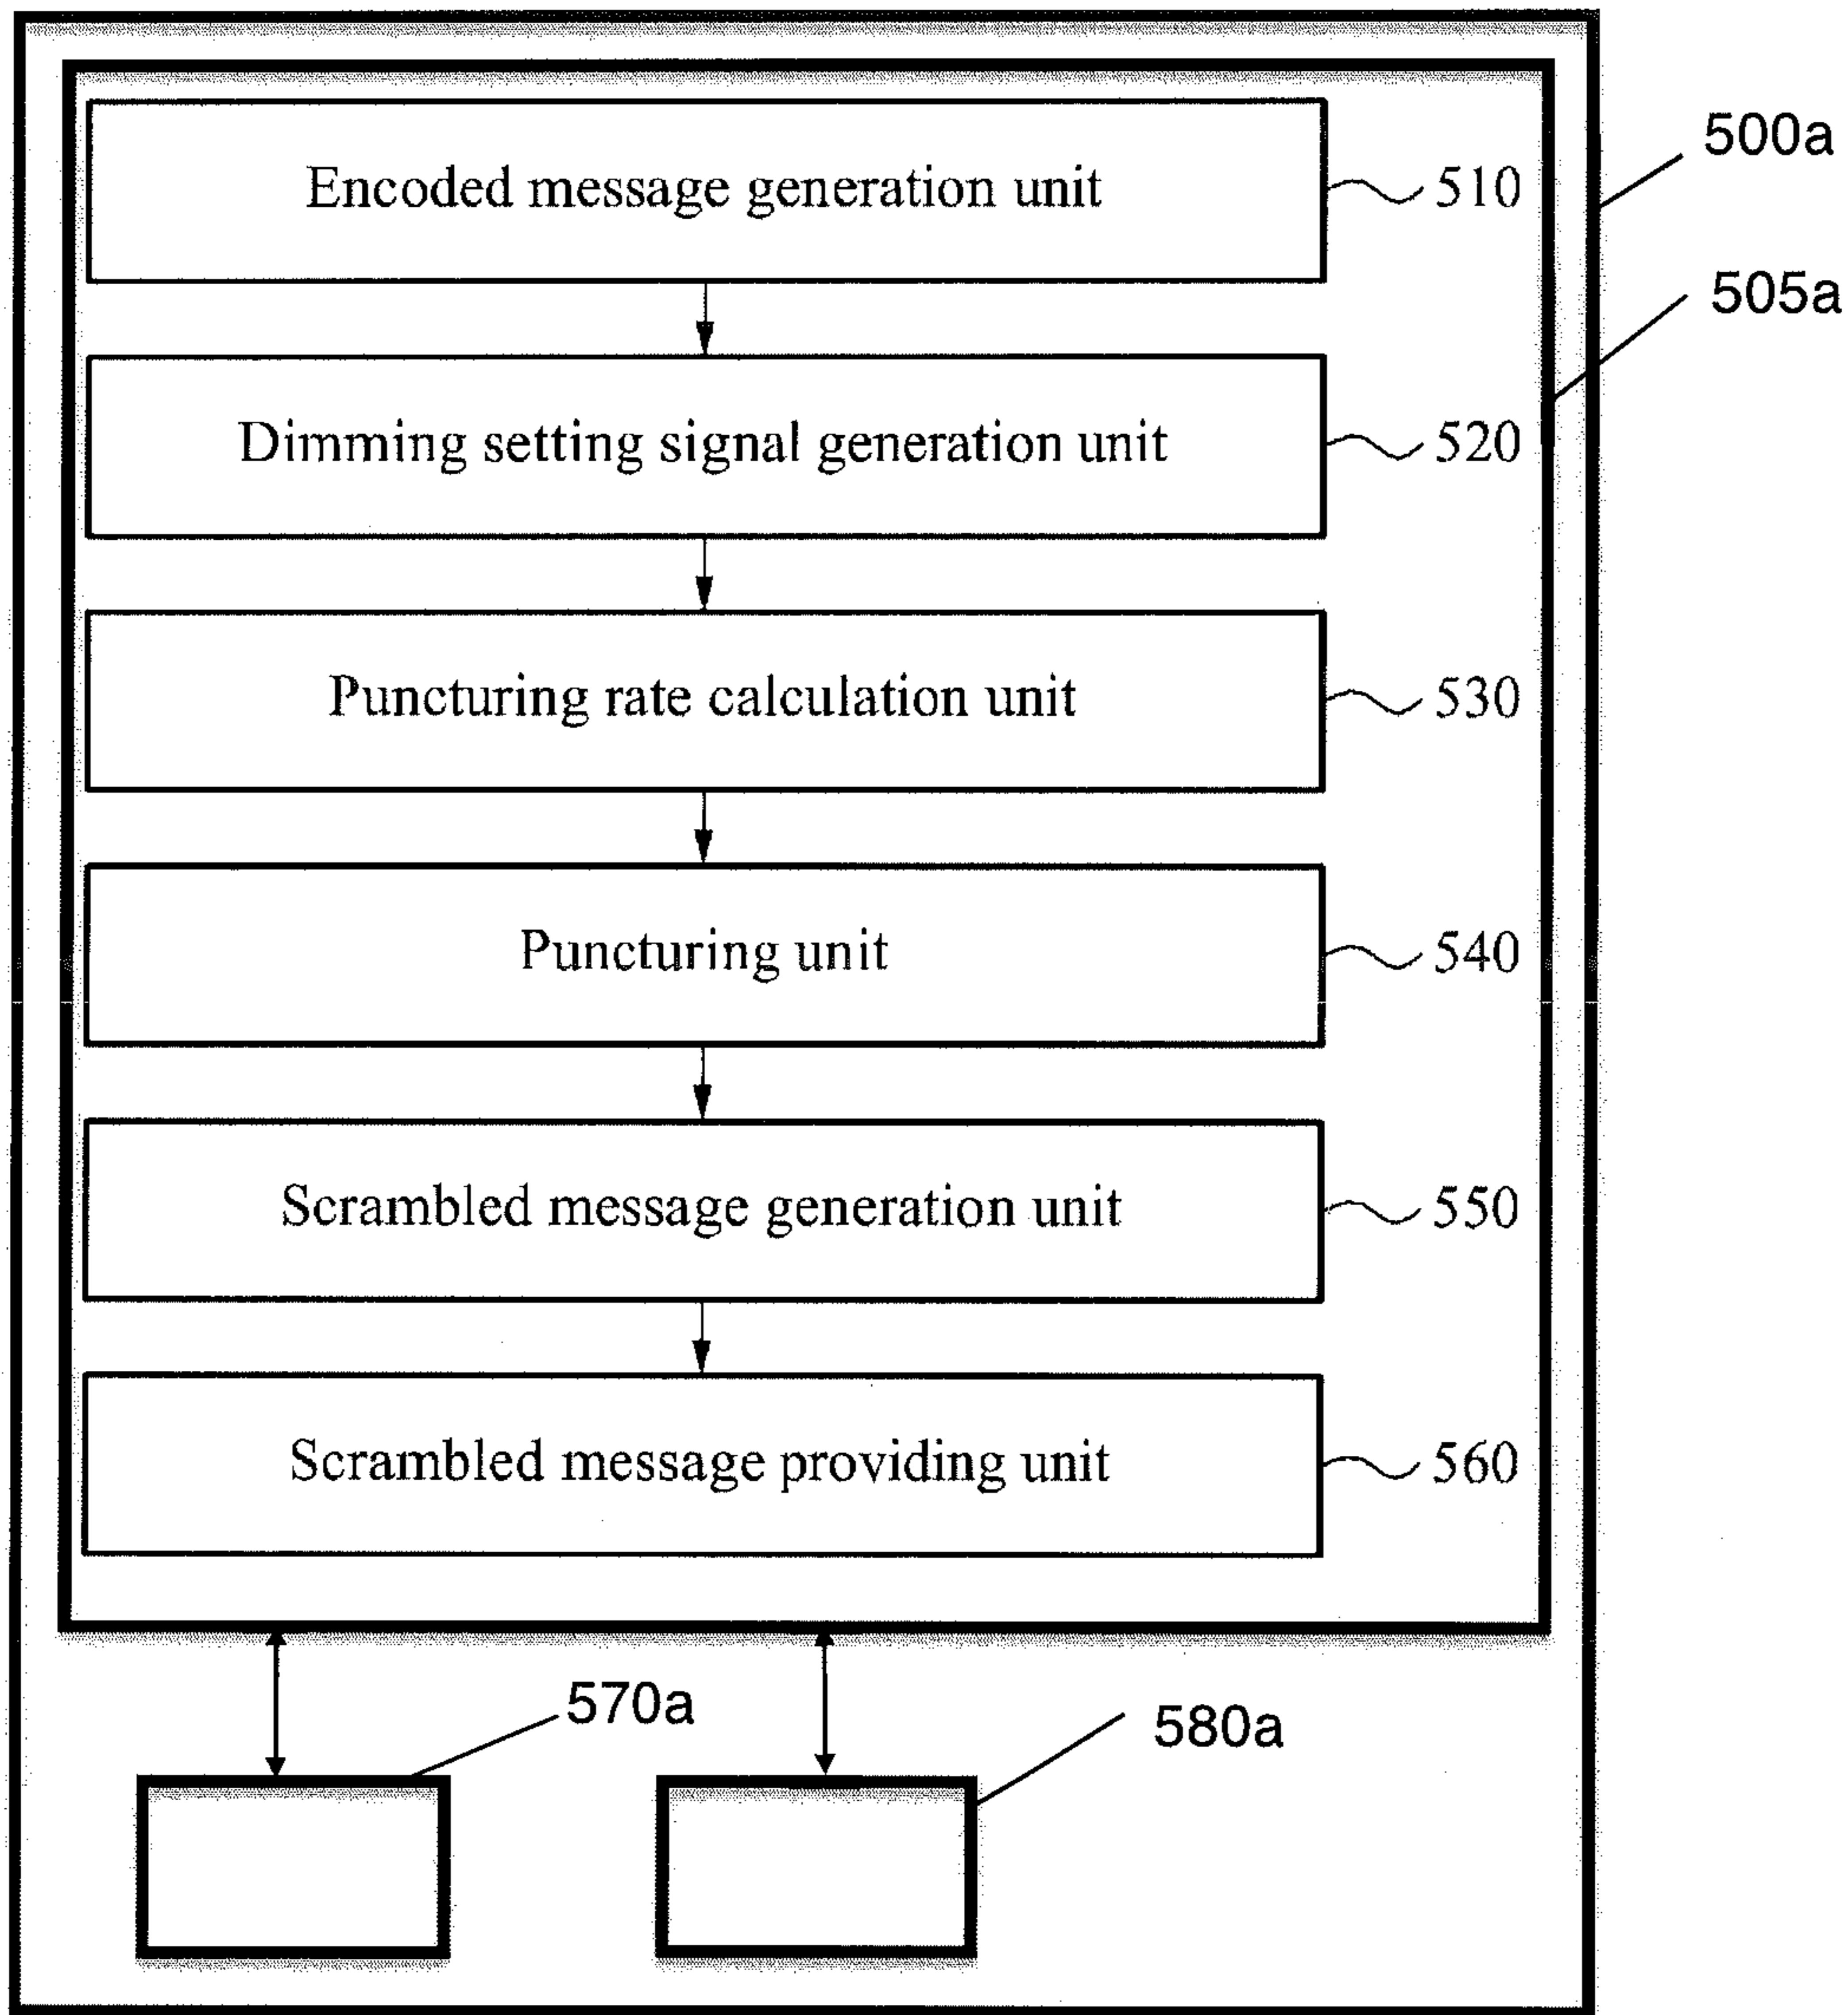 500a
Encoded message generation unit 510
505a
Dimming setting signal generation unit 520
Puncturing rate calculation unit 530
Puncturing unit 540
Scrambled message generation unit 550
Scrambled message providing unit 560
570a
580a